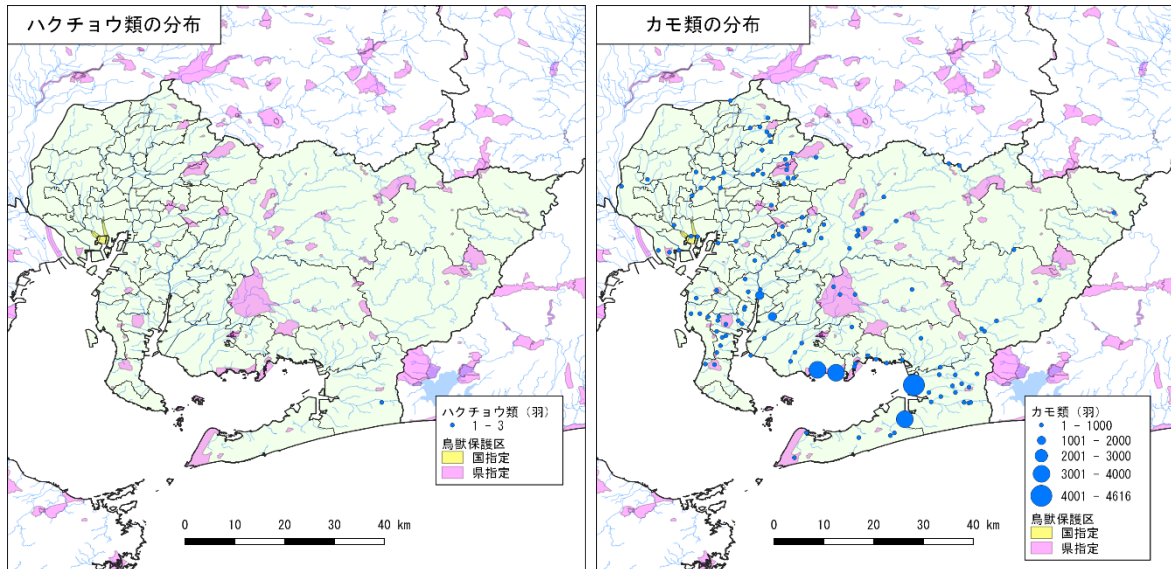 ハクチョウ類の分布
ハクチョウ類（羽）
1 - 3
鳥獣保護区
国指定
県指定
0 10 20 30 40 km
カモ類の分布
カモ類（羽）
1 - 1000
1001 - 2000
2001 - 3000
3001 - 4000
4001 - 4616
鳥獣保護区
国指定
県指定
0 10 20 30 40 km